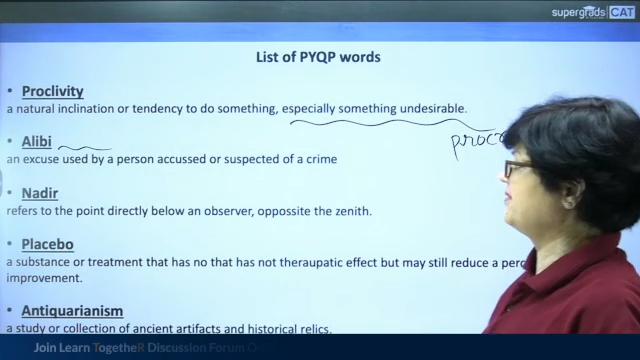 supergrads CAT
List of PYQP words
• Proclivity
a natural inclination or tendency to do something, especially something undesirable.
• Alibi
an excuse used by a person accussed or suspected of a crime
• Nadir
refers to the point directly below an observer, oppossite the zenith.
• Placebo
a substance or treatment that has no that has not theraupatic effect but may still reduce a
improvement.
• Antiquarianism
a study or collection of ancient artifacts and historical relics.
Join Learn TogetheR Discussion Forum